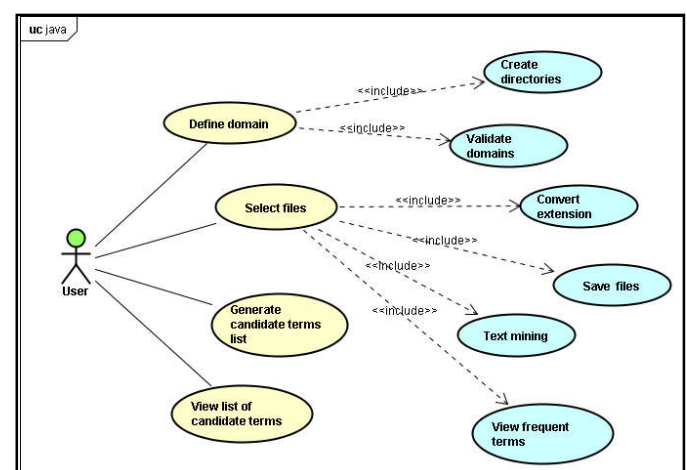 uc java
Create
directories
<<include>>
Define domain
<<include>>
Validate
domains
Select files
<<include>>
Convert
extension
<<include>>
<<include>>
Save files
User
Generate
candidate terms
list
<<include>>
Text mining
View list of
candidate terms
View frequent
terms